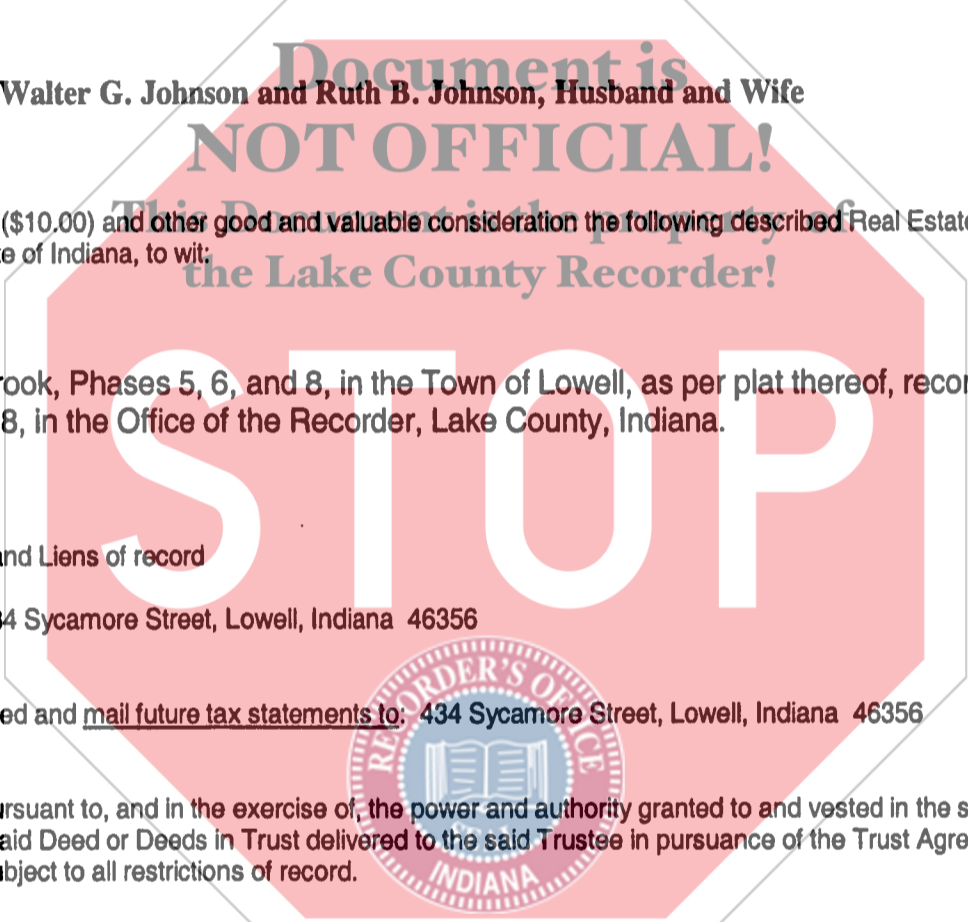 Document is
Walter G. Johnson and Ruth B. Johnson, Husband and Wife
NOT OFFICIAL!
This Document is the property of
($10.00) and other good and valuable consideration the following described Real Estate
e of Indiana, to wit:
the Lake County Recorder!
ook, Phases 5, 6, and 8, in the Town of Lowell, as per plat thereof, recor
8, in the Office of the Recorder, Lake County, Indiana.
STOP
nd Liens of record
4 Sycamore Street, Lowell, Indiana 46356
RECORDER'S OFFICE
ed and mail future tax statements to: 434 Sycamore Street, Lowell, Indiana 46356
rsuant to, and in the exercise of, the power and authority granted to and vested in the s
aid Deed or Deeds in Trust delivered to the said Trustee in pursuance of the Trust Agre
bject to all restrictions of record.
INDIANA